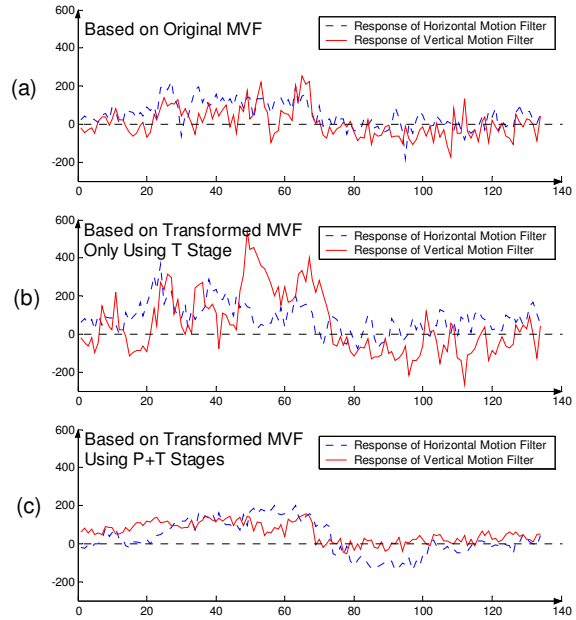 600
Based on Original MVF
Response of Horizontal Motion Filter
Response of Vertical Motion Filter
400
(a)
200
0
-200
0 20 40 60 80 100 120 140
600
Based on Transformed MVF
Only Using T Stage
Response of Horizontal Motion Filter
Response of Vertical Motion Filter
400
(b)
200
0
-200
0 20 40 60 80 100 120 140
600
Based on Transformed MVF
Using P+T Stages
Response of Horizontal Motion Filter
Response of Vertical Motion Filter
400
(c)
200
0
-200
0 20 40 60 80 100 120 140